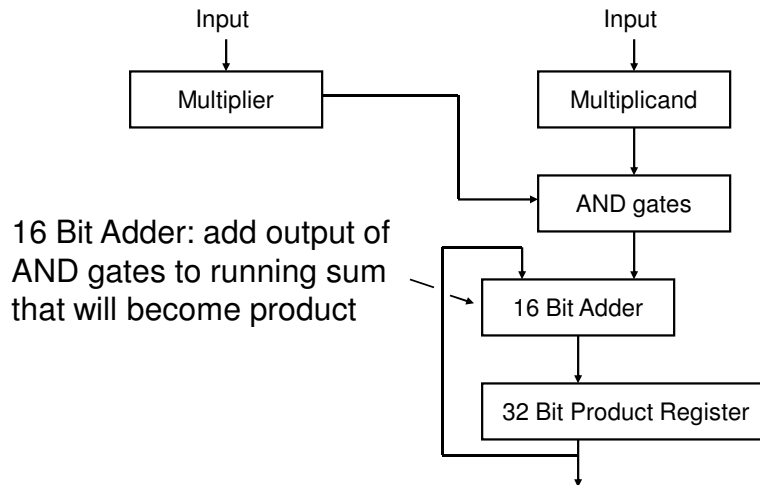 Input
Input
Multiplier
Multiplicand
AND gates
16 Bit Adder: add output of
AND gates to running sum
that will become product
16 Bit Adder
32 Bit Product Register